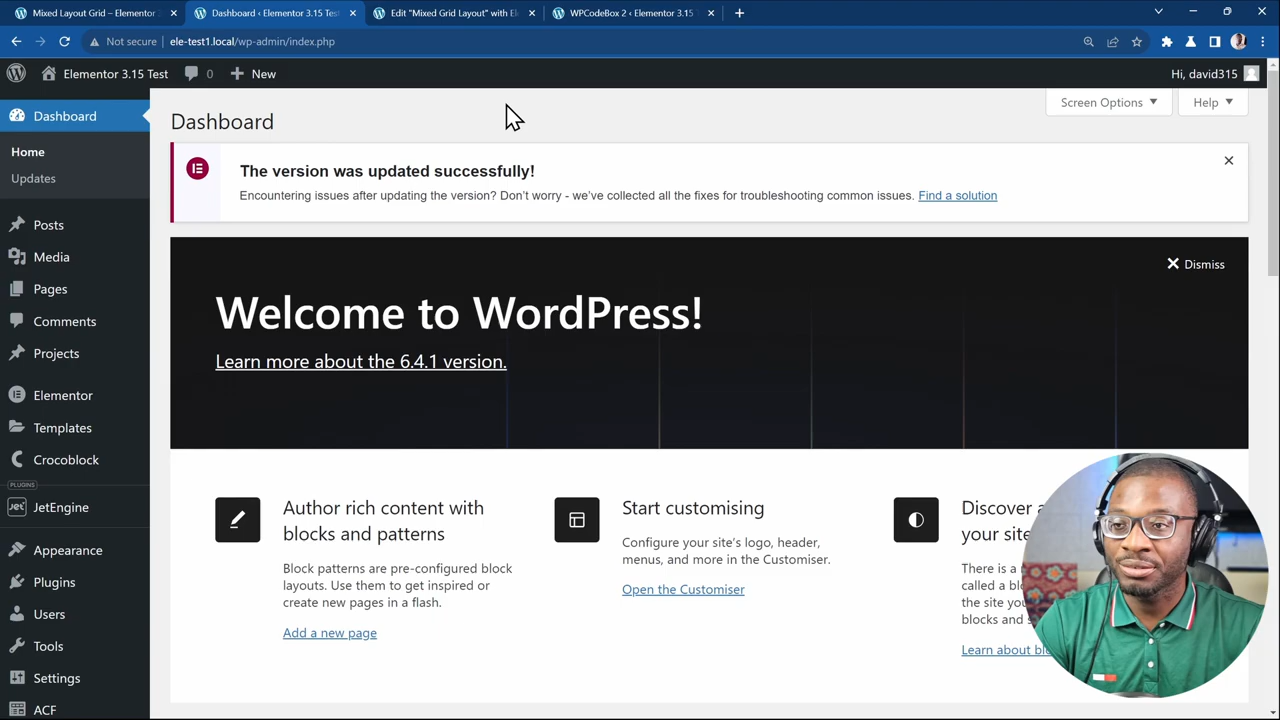 Mixed Layout Grid – Elementor 3
Dashboard ‹ Elementor 3.15 Test
Edit "Mixed Grid Layout" with El
WPCodeBox 2 ‹ Elementor 3.15 T
Not secure
ele-test1.local/wp-admin/index.php
Elementor 3.15 Test
0
New
Hi, david315
Dashboard
Home
Updates
Posts
Media
Pages
Comments
Projects
Elementor
Templates
Crocoblock
PLUGINS
Jet
JetEngine
Appearance
Plugins
Users
Tools
Settings
ACF
Screen Options
Help
Dashboard
The version was updated successfully!
Encountering issues after updating the version? Don't worry - we've collected all the fixes for troubleshooting common issues. Find a solution
Dismiss
Welcome to WordPress!
Learn more about the 6.4.1 version.
Author rich content with
blocks and patterns
Block patterns are pre-configured block
layouts. Use them to get inspired or
create new pages in a flash.
Add a new page
Start customising
Configure your site's logo, header,
menus, and more in the Customiser.
Open the Customiser
Discover a
your sit
There is a
called a bl
the site you
blocks and s
Learn about bl